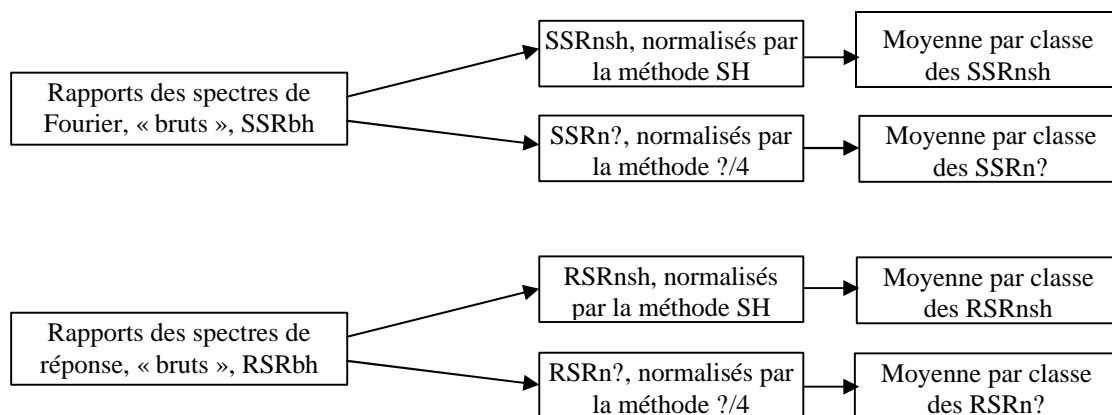 Rapports des spectres de
Fourier, « bruts », SSRbh
SSRnsh, normalisés par
la méthode SH
Moyenne par classe
des SSRnsh
SSRn?, normalisés par
la méthode ?/4
Moyenne par classe
des SSRn?
Rapports des spectres de
réponse, « bruts », RSRbh
RSRnsh, normalisés
par la méthode SH
Moyenne par classe
des RSRnsh
RSRn?, normalisés par
la méthode ?/4
Moyenne par classe
des RSRn?